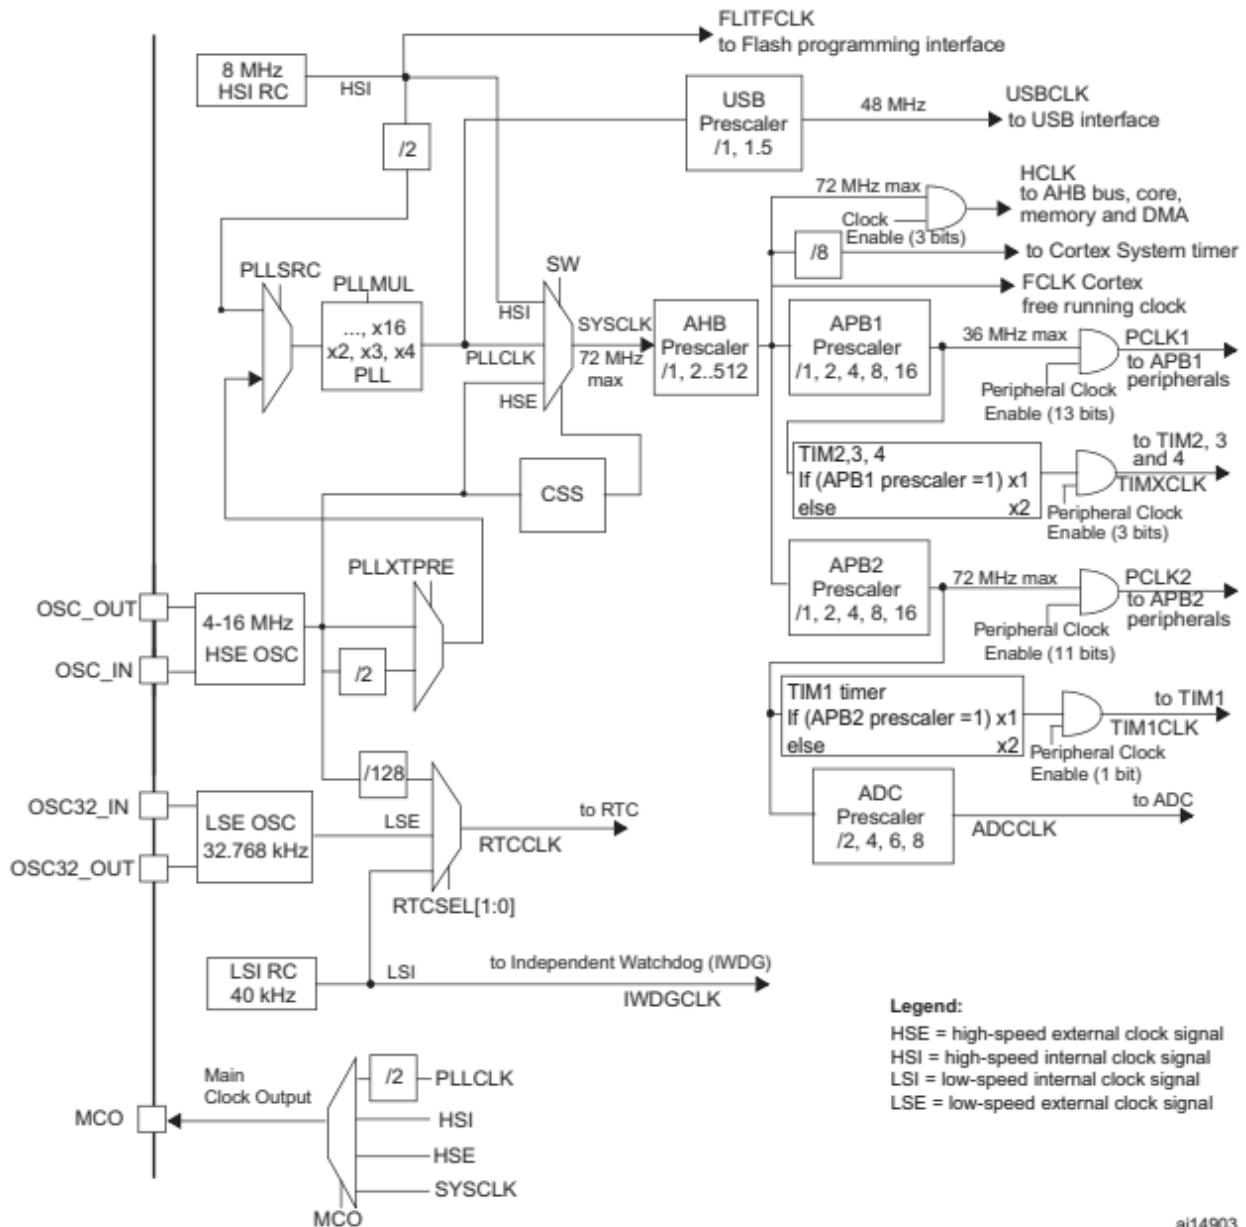 FLITFCLK
to Flash programming interface
8 MHz
HSI RC
HSI
/2
USB
Prescaler
/1, 1.5
48 MHz
USBCLK
to USB interface
72 MHz max
Clock
Enable (3 bits)
HCLK
to AHB bus, core,
memory and DMA
/8
to Cortex System timer
FCLK Cortex
free running clock
PLLSRC
PLLMUL
..., x16
x2, x3, x4
PLL
SW
HSI
PLLCLK
HSE
SYSCLK
72 MHz
max
AHB
Prescaler
/1, 2..512
APB1
Prescaler
/1, 2, 4, 8, 16
36 MHz max
PCLK1
to APB1
peripherals
Peripheral Clock
Enable (13 bits)
TIM2,3, 4
If (APB1 prescaler =1) x1
else x2
to TIM2, 3
and 4
TIMXCLK
Peripheral Clock
Enable (3 bits)
CSS
PLLXTPRE
OSC_OUT
OSC_IN
4-16 MHz
HSE OSC
/2
APB2
Prescaler
/1, 2, 4, 8, 16
72 MHz max
PCLK2
to APB2
peripherals
Peripheral Clock
Enable (11 bits)
TIM1 timer
If (APB2 prescaler =1) x1
else x2
to TIM1
TIM1CLK
Peripheral Clock
Enable (1 bit)
/128
OSC32_IN
OSC32_OUT
LSE OSC
32.768 kHz
LSE
to RTC
RTCCLK
RTCSEL[1:0]
ADC
Prescaler
/2, 4, 6, 8
to ADC
ADCCLK
LSI RC
40 kHz
LSI
to Independent Watchdog (IWDG)
IWDGCLK
Legend:
HSE = high-speed external clock signal
HSI = high-speed internal clock signal
LSI = low-speed internal clock signal
LSE = low-speed external clock signal
Main
Clock Output
MCO
/2
PLLCLK
HSI
HSE
SYSCLK
MCO
ai14903